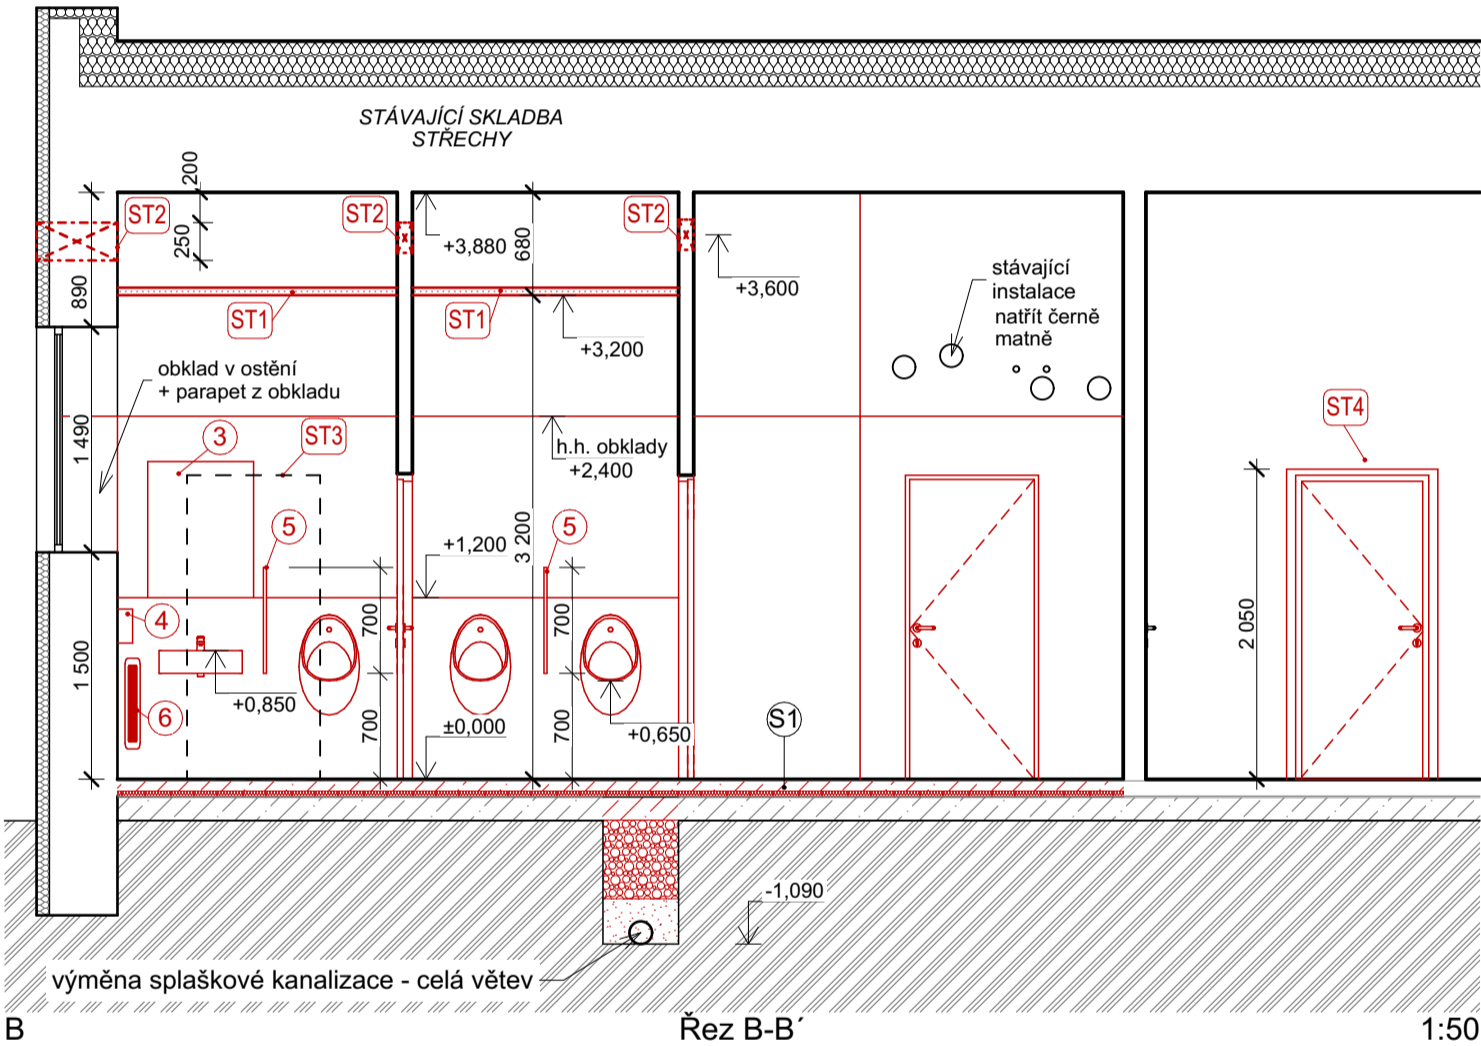 STÁVAJÍCÍ SKLADBA
STŘECHY
200
ST2
ST2
ST2
250
+3,880
680
+3,600
890
stávající
instalace
natřít černě
matně
ST1
ST1
+3,200
obklad v ostění
+ parapet z obkladu
ST4
1 490
3
ST3
h.h. obklady
+2,400
5
5
+1,200
3 200
4
700
700
2 050
1 500
+0,850
6
700
±0,000
700
+0,650
S1
-1,090
výměna splaškové kanalizace - celá větev
B
Řez B-B´
1:50